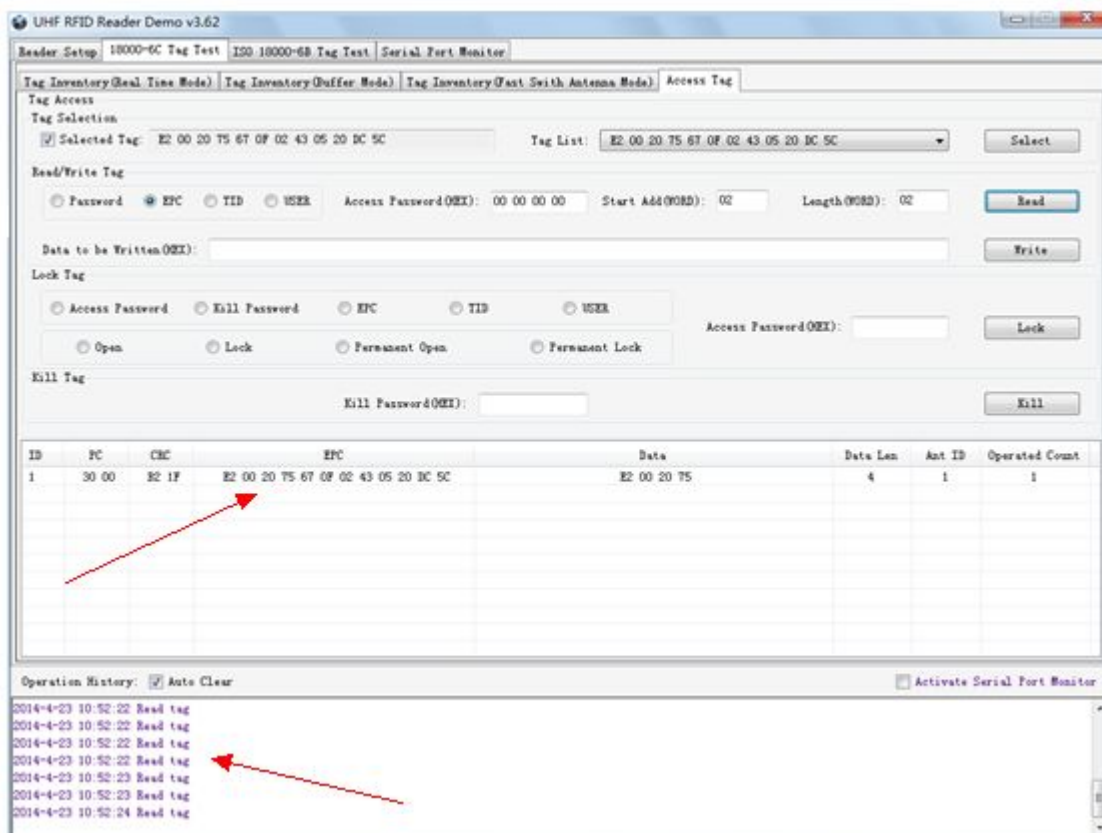 UHF RFID Reader Demo v3.62
Reader Setup 18000-6C Tag Test ISO 18000-6B Tag Test Serial Port Monitor
Tag Inventory(Real Time Mode) Tag Inventory(Buffer Mode) Tag Inventory(Fast Swith Antenna Mode) Access Tag
Tag Access
Tag Selection
Selected Tag: E2 00 20 75 67 0F 02 43 05 20 DC 5C Tag List: E2 00 20 75 67 0F 02 43 05 20 DC 5C Select
Read/Write Tag
Password EPC TID USER Access Password(HEX): 00 00 00 00 Start Add(WORD): 02 Length(WORD): 02 Read
Data to be Written(HEX): Write
Lock Tag
Access Password Kill Password EPC TID USER
Access Password(HEX): Lock
Open Lock Permanent Open Permanent Lock
Kill Tag
Kill Password(HEX): Kill
ID PC CRC EPC Data Data Len Ant ID Operated Count
1 30 00 B2 1F E2 00 20 75 67 0F 02 43 05 20 DC 5C E2 00 20 75 4 1 1
Operation History: Auto Clear Activate Serial Port Monitor
2014-4-23 10:52:22 Read tag
2014-4-23 10:52:22 Read tag
2014-4-23 10:52:22 Read tag
2014-4-23 10:52:22 Read tag
2014-4-23 10:52:23 Read tag
2014-4-23 10:52:23 Read tag
2014-4-23 10:52:24 Read tag